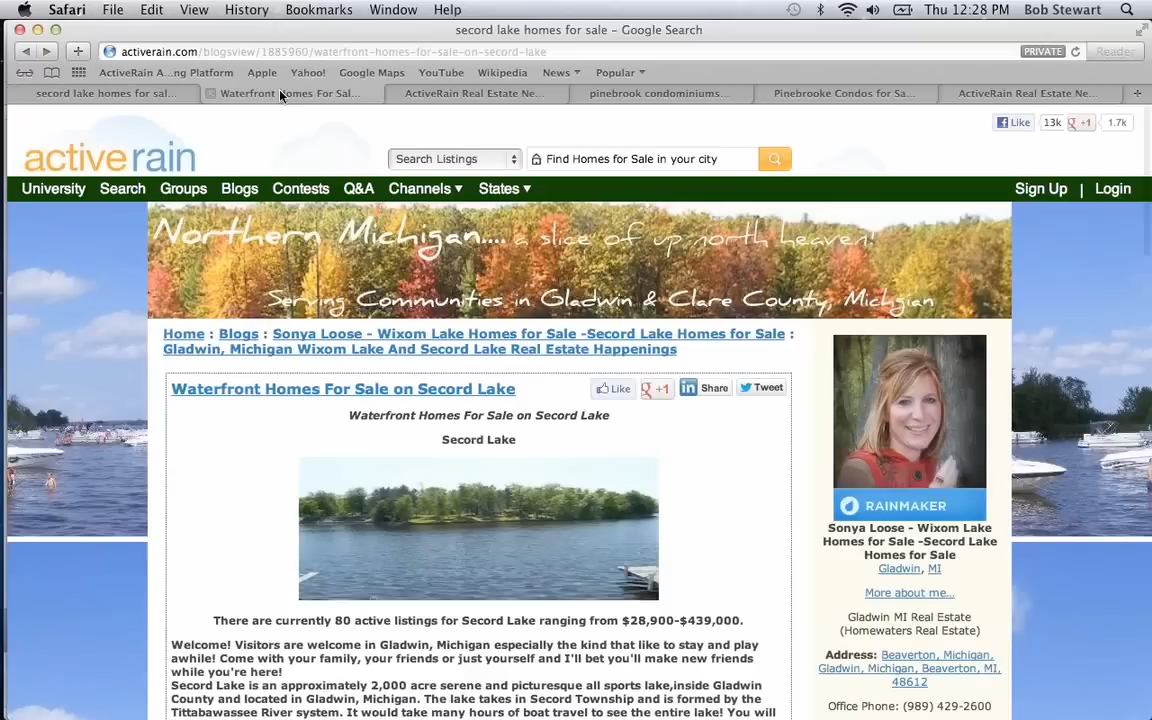 Safari File Edit View History Bookmarks Window Help Thu 12:28 PM Bob Stewart
secord lake homes for sale – Google Search
activerain.com/blogsview/1885960/waterfront-homes-for-sale-on-secord-lake PRIVATE Reader
ActiveRain A...ng Platform Apple Yahoo! Google Maps YouTube Wikipedia News Popular
secord lake homes for sal... Waterfront Homes For Sal... ActiveRain Real Estate Ne... pinebrook condominiums... Pinebrooke Condos for Sa... ActiveRain Real Estate Ne...
Like 13k +1 1.7k
activerain
Search Listings Find Homes for Sale in your city
University Search Groups Blogs Contests Q&A Channels States Sign Up | Login
Northern Michigan.... a slice of up north heaven!
Serving Communities in Gladwin & Clare County, Michgian
Home : Blogs : Sonya Loose - Wixom Lake Homes for Sale -Secord Lake Homes for Sale :
Gladwin, Michigan Wixom Lake And Secord Lake Real Estate Happenings
Waterfront Homes For Sale on Secord Lake Like +1 Share Tweet
Waterfront Homes For Sale on Secord Lake
Secord Lake
There are currently 80 active listings for Secord Lake ranging from $28,900-$439,000.
Welcome! Visitors are welcome in Gladwin, Michigan especially the kind that like to stay and play
awhile! Come with your family, your friends or just yourself and I'll bet you'll make new friends
while you're here!
Secord Lake is an approximately 2,000 acre serene and picturesque all sports lake,inside Gladwin
County and located in Gladwin, Michigan. The lake takes in Secord Township and is formed by the
Tittabawassee River system. It would take many hours of boat travel to see the entire lake! You will
RAINMAKER
Sonya Loose - Wixom Lake
Homes for Sale -Secord Lake
Homes for Sale
Gladwin, MI
More about me...
Gladwin MI Real Estate
(Homewaters Real Estate)
Address: Beaverton, Michigan,
Gladwin, Michigan, Beaverton, MI,
48612
Office Phone: (989) 429-2600